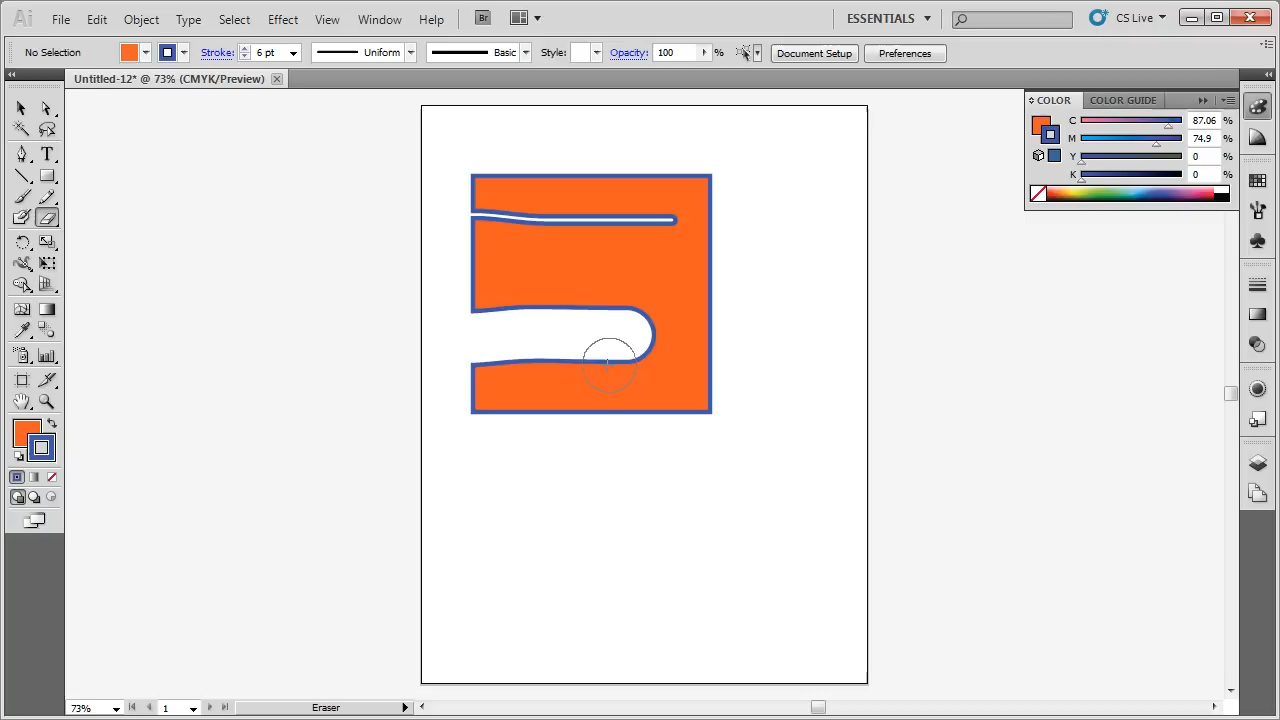 Ai File Edit Object Type Select Effect View Window Help Br ESSENTIALS CS Live
No Selection Stroke: 6 pt Uniform Basic Style: Opacity: 100 % Document Setup Preferences
Untitled-12* @ 73% (CMYK/Preview)
COLOR COLOR GUIDE
C 87.06 %
M 74.9 %
Y 0 %
K 0 %
T
73% 1 Eraser